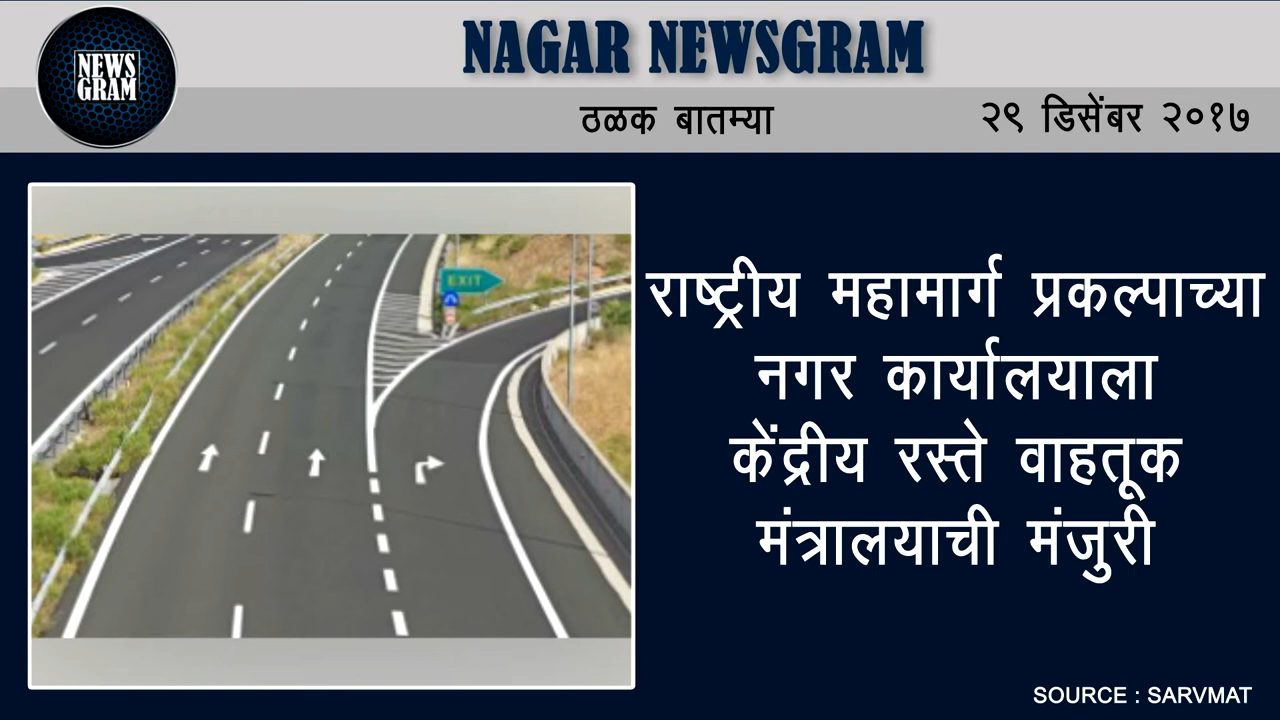 NEWS
GRAM
NAGAR NEWSGRAM
ठळक बातम्या
२९ डिसेंबर २०१७
EXIT
राष्ट्रीय महामार्ग प्रकल्पाच्या
नगर कार्यालयाला
केंद्रीय रस्ते वाहतूक
मंत्रालयाची मंजुरी
SOURCE : SARVMAT